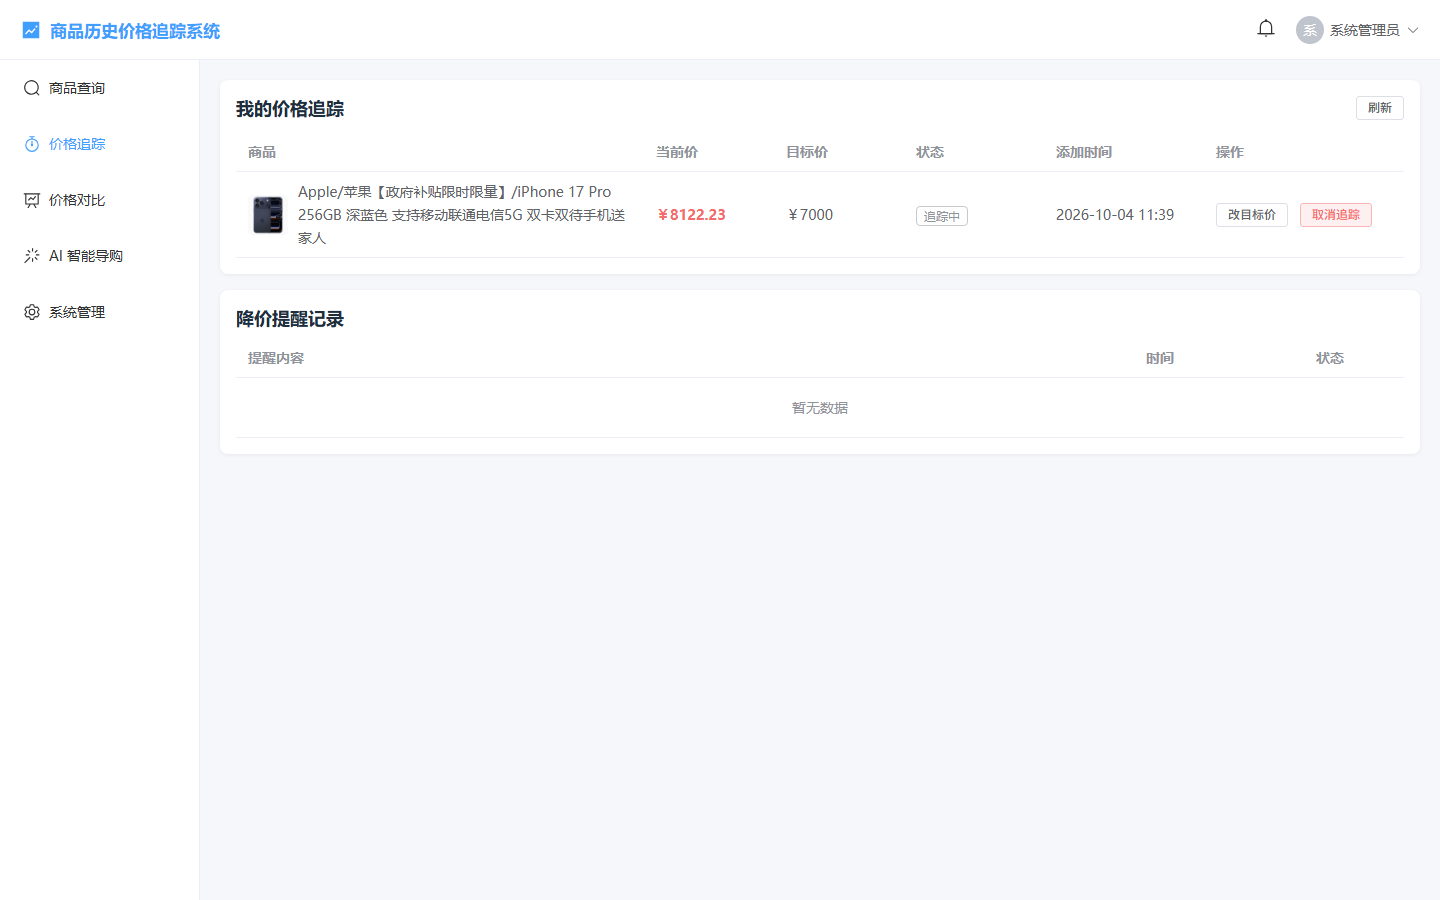 商品历史价格追踪系统
系 系统管理员
商品查询
价格追踪
价格对比
AI 智能导购
系统管理
我的价格追踪
刷新
商品 当前价 目标价 状态 添加时间 操作
Apple/苹果【政府补贴限时限量】/iPhone 17 Pro
256GB 深蓝色 支持移动联通电信5G 双卡双待手机送
家人
￥8122.23 ￥7000 追踪中 2026-10-04 11:39 改目标价 取消追踪
降价提醒记录
提醒内容 时间 状态
暂无数据